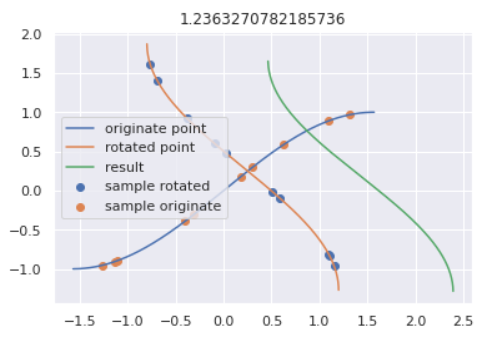 1.2363270782185736
2.0
1.5
1.0
0.5
0.0
−0.5
−1.0
originate point
rotated point
result
sample rotated
sample originate
−1.5 −1.0 −0.5 0.0 0.5 1.0 1.5 2.0 2.5